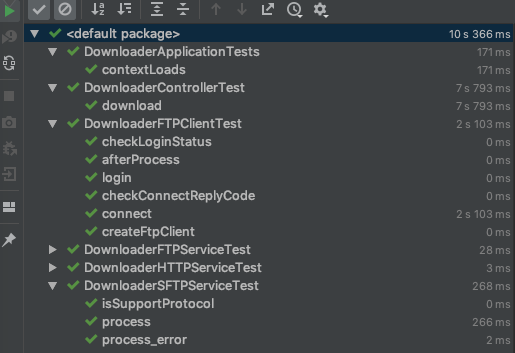 <default package> 10 s 366 ms
DownloaderApplicationTests 171 ms
contextLoads 171 ms
DownloaderControllerTest 7 s 793 ms
download 7 s 793 ms
DownloaderFTPClientTest 2 s 103 ms
checkLoginStatus 0 ms
afterProcess 0 ms
login 0 ms
checkConnectReplyCode 0 ms
connect 2 s 103 ms
createFtpClient 0 ms
DownloaderFTPServiceTest 28 ms
DownloaderHTTPServiceTest 3 ms
DownloaderSFTPServiceTest 268 ms
isSupportProtocol 0 ms
process 266 ms
process_error 2 ms